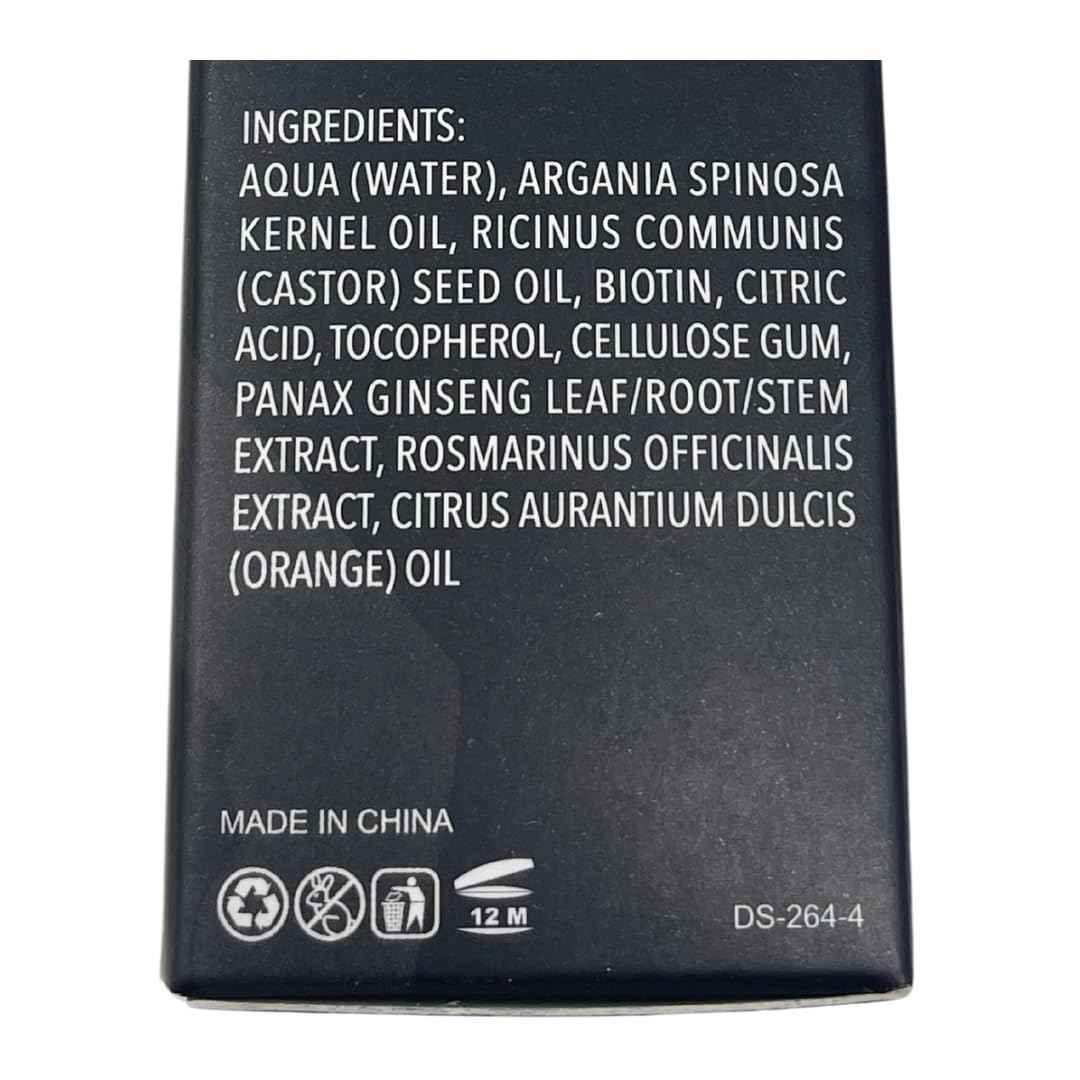 INGREDIENTS:
AQUA (WATER), ARGANIA SPINOSA
KERNEL OIL, RICINUS COMMUNIS
(CASTOR) SEED OIL, BIOTIN, CITRIC
ACID, TOCOPHEROL, CELLULOSE GUM,
PANAX GINSENG LEAF/ROOT/STEM
EXTRACT, ROSMARINUS OFFICINALIS
EXTRACT, CITRUS AURANTIUM DULCIS
(ORANGE) OIL
MADE IN CHINA
12 M
DS-264-4